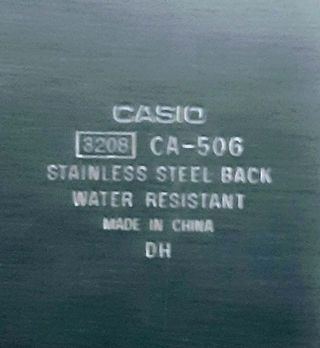 CASIO
3208 CA-506
STAINLESS STEEL BACK
WATER RESISTANT
MADE IN CHINA
DH